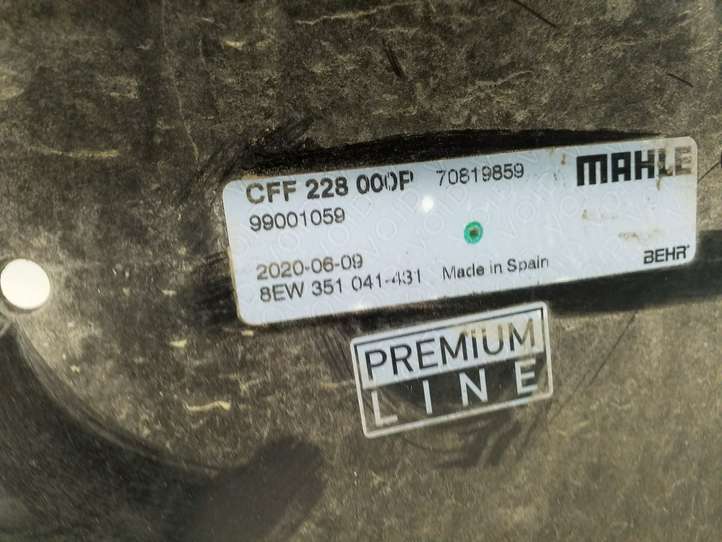 CFF 228 000P 70819859 MAHLE
99001059
2020-06-09
8EW 351 041-431 Made in Spain BEHR®
PREMIUM
LINE